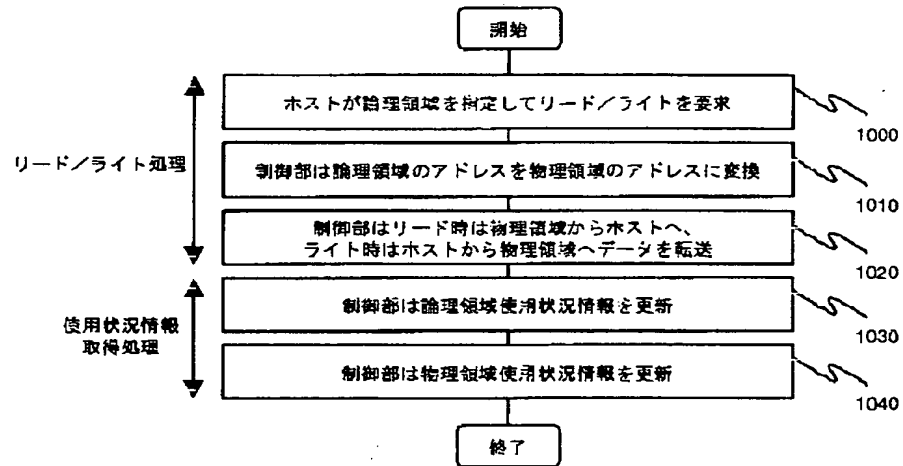 開始
ホストが論理領域を指定してリード/ライトを要求
1000
リード/ライト処理
制御部は論理領域のアドレスを物理領域のアドレスに変換
1010
制御部はリード時は物理領域からホストへ、
ライト時はホストから物理領域へデータを転送
1020
使用状況情報
取得処理
制御部は論理領域使用状況情報を更新
1030
制御部は物理領域使用状況情報を更新
1040
終了